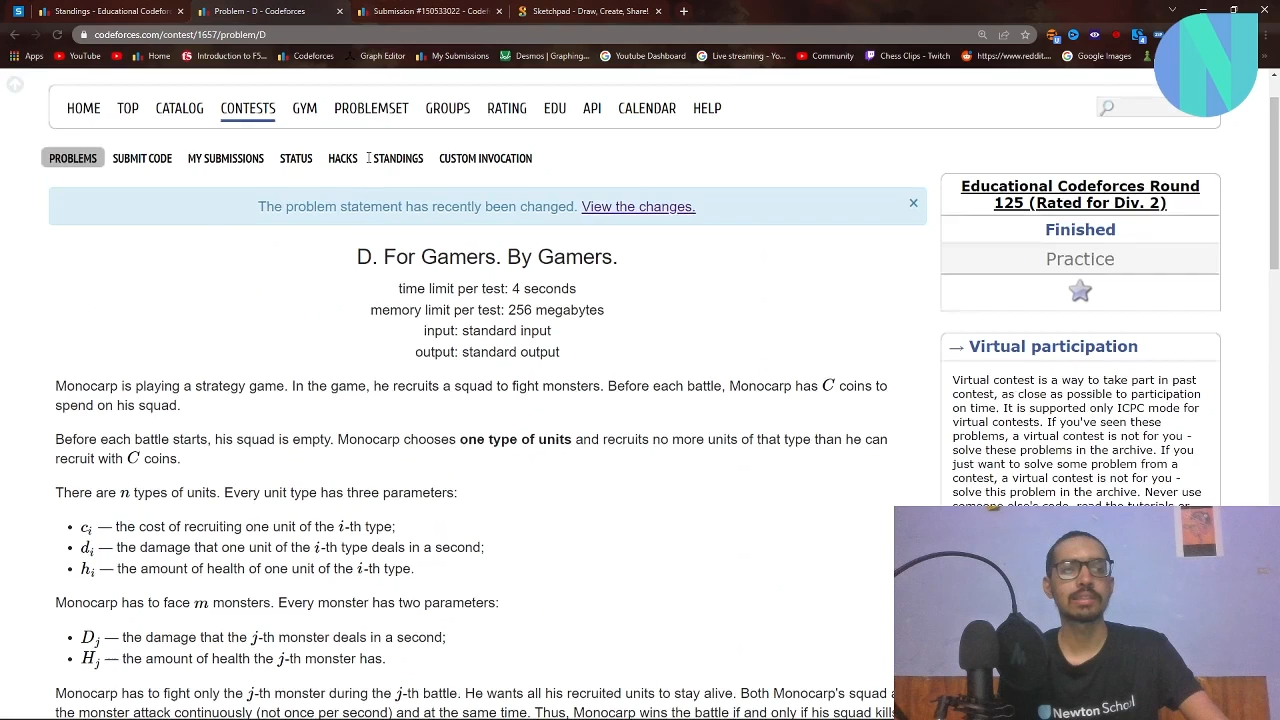 Standings - Educational Codefor
Problem - D - Codeforces
Submission #150533022 - Codef
Sketchpad - Draw, Create, Share!
codeforces.com/contest/1657/problem/D
Apps
YouTube
Home
Introduction to F5...
Codeforces
Graph Editor
My Submissions
Desmos | Graphing...
Youtube Dashboard
Live streaming - Yo...
Community
Chess Clips - Twitch
https://www.reddit....
Google Images
HOME TOP CATALOG CONTESTS GYM PROBLEMSET GROUPS RATING EDU API CALENDAR HELP
PROBLEMS SUBMIT CODE MY SUBMISSIONS STATUS HACKS STANDINGS CUSTOM INVOCATION
The problem statement has recently been changed. View the changes. ×
D. For Gamers. By Gamers.
time limit per test: 4 seconds
memory limit per test: 256 megabytes
input: standard input
output: standard output
Monocarp is playing a strategy game. In the game, he recruits a squad to fight monsters. Before each battle, Monocarp has C coins to
spend on his squad.
Before each battle starts, his squad is empty. Monocarp chooses one type of units and recruits no more units of that type than he can
recruit with C coins.
There are n types of units. Every unit type has three parameters:
• cᵢ — the cost of recruiting one unit of the i-th type;
• dᵢ — the damage that one unit of the i-th type deals in a second;
• hᵢ — the amount of health of one unit of the i-th type.
Monocarp has to face m monsters. Every monster has two parameters:
• Dⱼ — the damage that the j-th monster deals in a second;
• Hⱼ — the amount of health the j-th monster has.
Monocarp has to fight only the j-th monster during the j-th battle. He wants all his recruited units to stay alive. Both Monocarp's squad a
the monster attack continuously (not once per second) and at the same time. Thus, Monocarp wins the battle if and only if his squad kills
Educational Codeforces Round
125 (Rated for Div. 2)
Finished
Practice
→ Virtual participation
Virtual contest is a way to take part in past
contest, as close as possible to participation
on time. It is supported only ICPC mode for
virtual contests. If you've seen these
problems, a virtual contest is not for you -
solve these problems in the archive. If you
just want to solve some problem from a
contest, a virtual contest is not for you -
solve this problem in the archive. Never use
Newton School